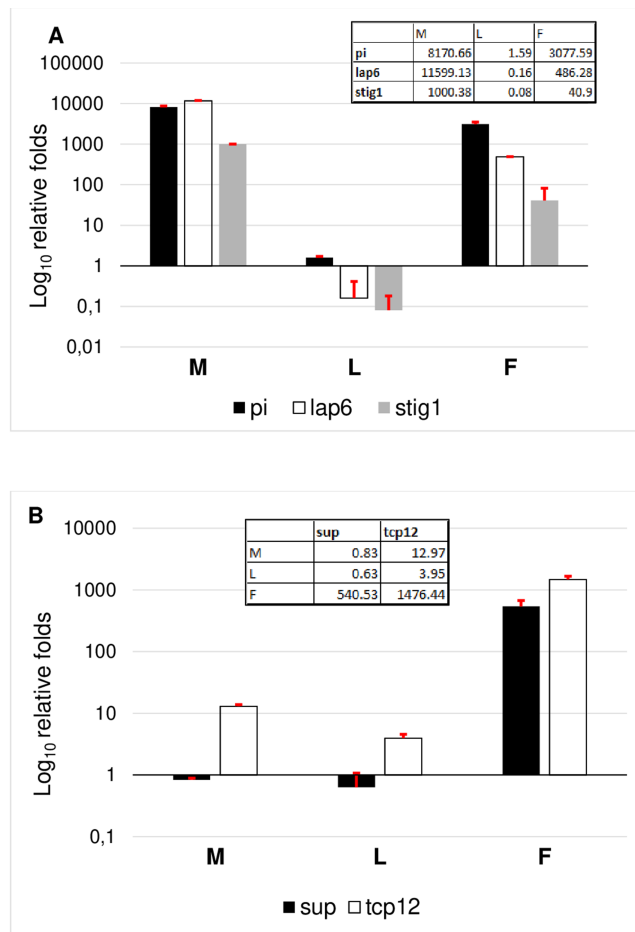 A
M L F
pi 8170.66 1.59 3077.59
lap6 11599.13 0.16 486.28
stig1 1000.38 0.08 40.9
100000
10000
1000
100
10
1
0,1
0,01
Log10 relative folds
M L F
pi lap6 stig1
B
sup tcp12
M 0.83 12.97
L 0.63 3.95
F 540.53 1476.44
10000
1000
100
10
1
0,1
Log10 relative folds
M L F
sup tcp12